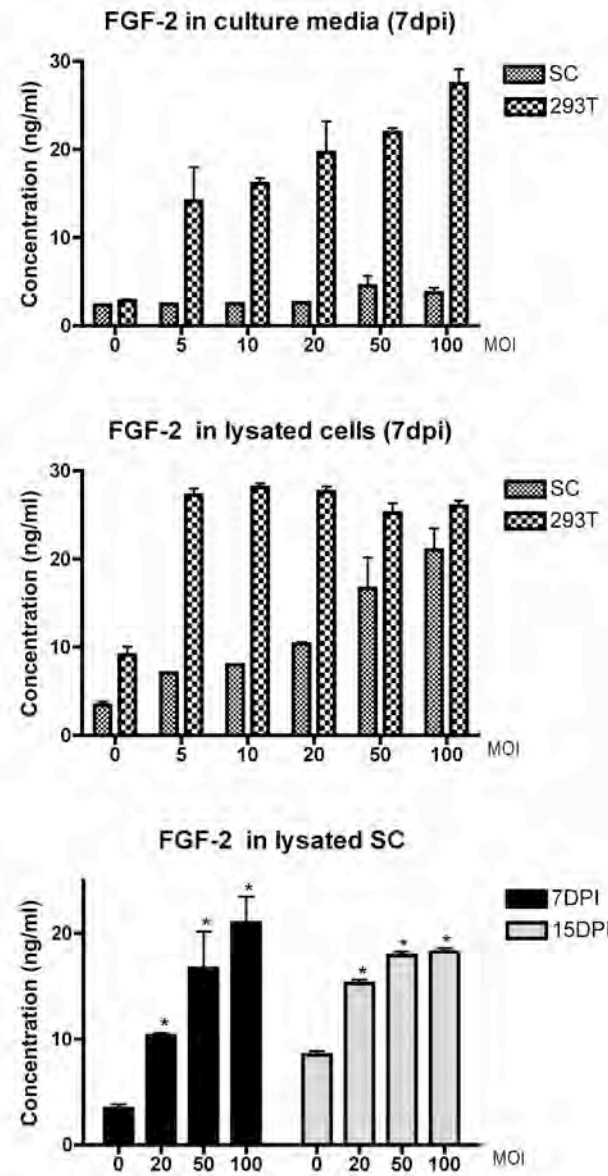 FGF-2 in culture media (7dpi)
Concentration (ng/ml)
30
20
10
0
0 5 10 20 50 100 MOI
SC
293T
FGF-2 in lysated cells (7dpi)
Concentration (ng/ml)
30
20
10
0
0 5 10 20 50 100 MOI
SC
293T
FGF-2 in lysated SC
Concentration (ng/ml)
20
10
0
* * * * * *
0 20 50 100 0 20 50 100 MOI
7DPI
15DPI